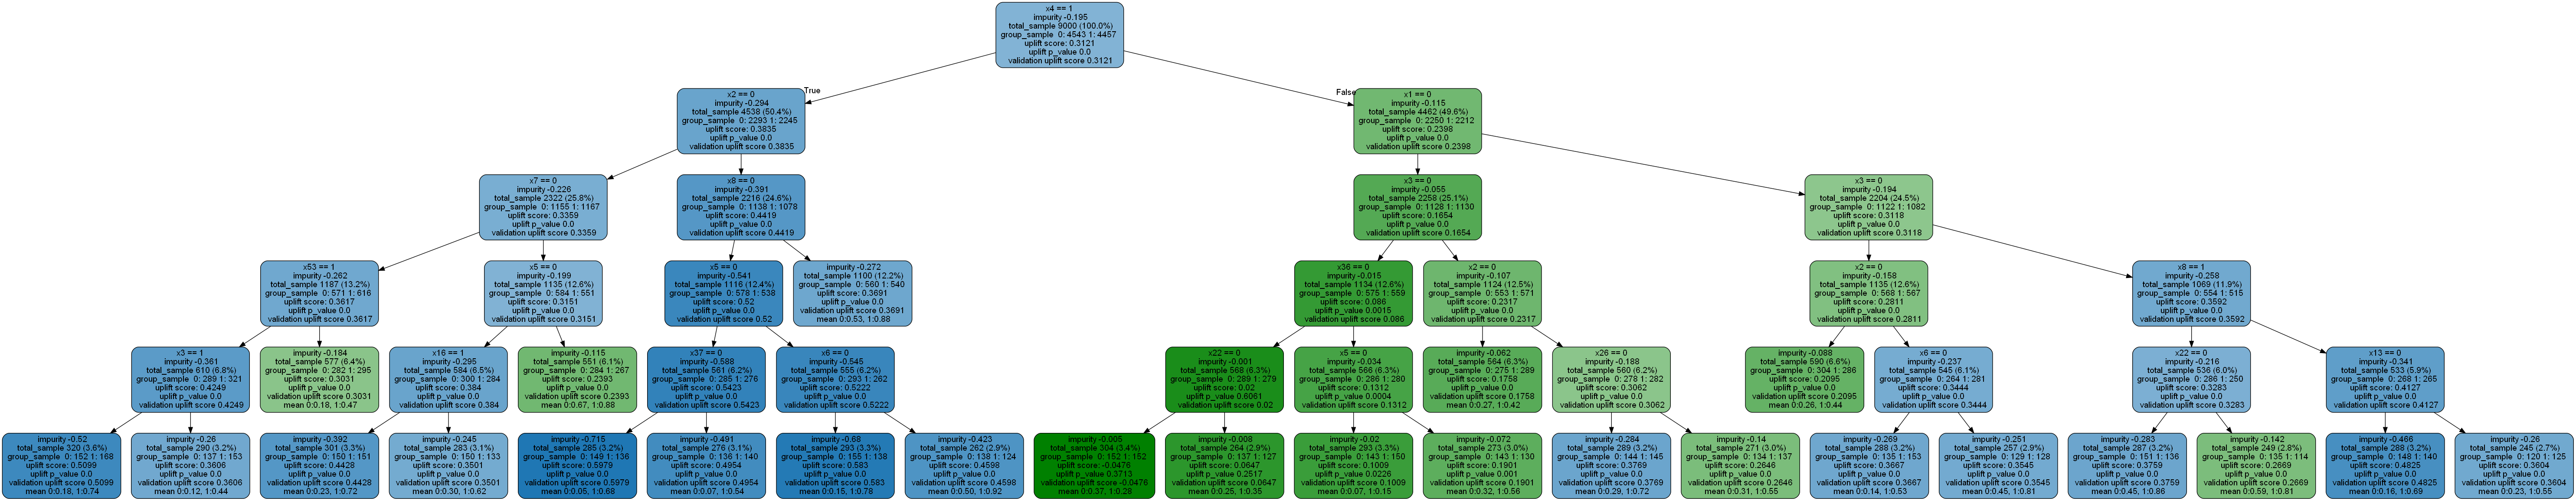 x4 == 1
impurity -0.195
total_sample 9000 (100.0%)
group_sample 0: 4543 1: 4457
uplift score: 0.3121
uplift p_value 0.0
validation uplift score 0.3121
True
False
x2 == 0
impurity -0.294
total_sample 4538 (50.4%)
group_sample 0: 2293 1: 2245
uplift score: 0.3835
uplift p_value 0.0
validation uplift score 0.3835
x1 == 0
impurity -0.115
total_sample 4462 (49.6%)
group_sample 0: 2250 1: 2212
uplift score: 0.2398
uplift p_value 0.0
validation uplift score 0.2398
x7 == 0
impurity -0.226
total_sample 2322 (25.8%)
group_sample 0: 1155 1: 1167
uplift score: 0.3359
uplift p_value 0.0
validation uplift score 0.3359
x8 == 0
impurity -0.391
total_sample 2216 (24.6%)
group_sample 0: 1138 1: 1078
uplift score: 0.4419
uplift p_value 0.0
validation uplift score 0.4419
x3 == 0
impurity -0.055
total_sample 2258 (25.1%)
group_sample 0: 1128 1: 1130
uplift score: 0.1654
uplift p_value 0.0
validation uplift score 0.1654
x3 == 0
impurity -0.194
total_sample 2204 (24.5%)
group_sample 0: 1122 1: 1082
uplift score: 0.3118
uplift p_value 0.0
validation uplift score 0.3118
x53 == 1
impurity -0.262
total_sample 1187 (13.2%)
group_sample 0: 571 1: 616
uplift score: 0.3617
uplift p_value 0.0
validation uplift score 0.3617
x5 == 0
impurity -0.199
total_sample 1135 (12.6%)
group_sample 0: 584 1: 551
uplift score: 0.3151
uplift p_value 0.0
validation uplift score 0.3151
x5 == 0
impurity -0.541
total_sample 1116 (12.4%)
group_sample 0: 578 1: 538
uplift score: 0.52
uplift p_value 0.0
validation uplift score 0.52
impurity -0.272
total_sample 1100 (12.2%)
group_sample 0: 560 1: 540
uplift score: 0.3691
uplift p_value 0.0
validation uplift score 0.3691
mean 0:0.53, 1:0.88
x36 == 0
impurity -0.015
total_sample 1134 (12.6%)
group_sample 0: 575 1: 559
uplift score: 0.086
uplift p_value 0.0015
validation uplift score 0.086
x2 == 0
impurity -0.107
total_sample 1124 (12.5%)
group_sample 0: 553 1: 571
uplift score: 0.2317
uplift p_value 0.0
validation uplift score 0.2317
x2 == 0
impurity -0.158
total_sample 1135 (12.6%)
group_sample 0: 568 1: 567
uplift score: 0.2811
uplift p_value 0.0
validation uplift score 0.2811
x8 == 1
impurity -0.258
total_sample 1069 (11.9%)
group_sample 0: 554 1: 515
uplift score: 0.3592
uplift p_value 0.0
validation uplift score 0.3592
x3 == 1
impurity -0.361
total_sample 610 (6.8%)
group_sample 0: 289 1: 321
uplift score: 0.4249
uplift p_value 0.0
validation uplift score 0.4249
impurity -0.184
total_sample 577 (6.4%)
group_sample 0: 282 1: 295
uplift score: 0.3031
uplift p_value 0.0
validation uplift score 0.3031
mean 0:0.18, 1:0.47
x16 == 1
impurity -0.295
total_sample 584 (6.5%)
group_sample 0: 300 1: 284
uplift score: 0.384
uplift p_value 0.0
validation uplift score 0.384
impurity -0.115
total_sample 551 (6.1%)
group_sample 0: 284 1: 267
uplift score: 0.2393
uplift p_value 0.0
validation uplift score 0.2393
mean 0:0.67, 1:0.88
x37 == 0
impurity -0.588
total_sample 561 (6.2%)
group_sample 0: 285 1: 276
uplift score: 0.5423
uplift p_value 0.0
validation uplift score 0.5423
x6 == 0
impurity -0.545
total_sample 555 (6.2%)
group_sample 0: 293 1: 262
uplift score: 0.5222
uplift p_value 0.0
validation uplift score 0.5222
x22 == 0
impurity -0.001
total_sample 568 (6.3%)
group_sample 0: 289 1: 279
uplift score: 0.02
uplift p_value 0.6061
validation uplift score 0.02
x5 == 0
impurity -0.034
total_sample 566 (6.3%)
group_sample 0: 286 1: 280
uplift score: 0.1312
uplift p_value 0.0004
validation uplift score 0.1312
impurity -0.062
total_sample 564 (6.3%)
group_sample 0: 275 1: 289
uplift score: 0.1758
uplift p_value 0.0
validation uplift score 0.1758
mean 0:0.27, 1:0.42
x26 == 0
impurity -0.188
total_sample 560 (6.2%)
group_sample 0: 278 1: 282
uplift score: 0.3062
uplift p_value 0.0
validation uplift score 0.3062
impurity -0.088
total_sample 590 (6.6%)
group_sample 0: 304 1: 286
uplift score: 0.2095
uplift p_value 0.0
validation uplift score 0.2095
mean 0:0.26, 1:0.44
x6 == 0
impurity -0.237
total_sample 545 (6.1%)
group_sample 0: 264 1: 281
uplift score: 0.3444
uplift p_value 0.0
validation uplift score 0.3444
x22 == 0
impurity -0.216
total_sample 536 (6.0%)
group_sample 0: 286 1: 250
uplift score: 0.3283
uplift p_value 0.0
validation uplift score 0.3283
x13 == 0
impurity -0.341
total_sample 533 (5.9%)
group_sample 0: 268 1: 265
uplift score: 0.4127
uplift p_value 0.0
validation uplift score 0.4127
impurity -0.52
total_sample 320 (3.6%)
group_sample 0: 152 1: 168
uplift score: 0.5099
uplift p_value 0.0
validation uplift score 0.5099
mean 0:0.18, 1:0.74
impurity -0.26
total_sample 290 (3.2%)
group_sample 0: 137 1: 153
uplift score: 0.3606
uplift p_value 0.0
validation uplift score 0.3606
mean 0:0.12, 1:0.44
impurity -0.392
total_sample 301 (3.3%)
group_sample 0: 150 1: 151
uplift score: 0.4428
uplift p_value 0.0
validation uplift score 0.4428
mean 0:0.23, 1:0.72
impurity -0.245
total_sample 283 (3.1%)
group_sample 0: 150 1: 133
uplift score: 0.3501
uplift p_value 0.0
validation uplift score 0.3501
mean 0:0.30, 1:0.62
impurity -0.715
total_sample 285 (3.2%)
group_sample 0: 149 1: 136
uplift score: 0.5979
uplift p_value 0.0
validation uplift score 0.5979
mean 0:0.05, 1:0.68
impurity -0.491
total_sample 276 (3.1%)
group_sample 0: 136 1: 140
uplift score: 0.4954
uplift p_value 0.0
validation uplift score 0.4954
mean 0:0.07, 1:0.54
impurity -0.68
total_sample 293 (3.3%)
group_sample 0: 155 1: 138
uplift score: 0.583
uplift p_value 0.0
validation uplift score 0.583
mean 0:0.15, 1:0.78
impurity -0.423
total_sample 262 (2.9%)
group_sample 0: 138 1: 124
uplift score: 0.4598
uplift p_value 0.0
validation uplift score 0.4598
mean 0:0.50, 1:0.92
impurity -0.005
total_sample 304 (3.4%)
group_sample 0: 152 1: 152
uplift score: -0.0476
uplift p_value 0.3713
validation uplift score -0.0476
mean 0:0.37, 1:0.28
impurity -0.008
total_sample 264 (2.9%)
group_sample 0: 137 1: 127
uplift score: 0.0647
uplift p_value 0.2517
validation uplift score 0.0647
mean 0:0.25, 1:0.35
impurity -0.02
total_sample 293 (3.3%)
group_sample 0: 143 1: 150
uplift score: 0.1009
uplift p_value 0.0226
validation uplift score 0.1009
mean 0:0.07, 1:0.15
impurity -0.072
total_sample 273 (3.0%)
group_sample 0: 143 1: 130
uplift score: 0.1901
uplift p_value 0.001
validation uplift score 0.1901
mean 0:0.32, 1:0.56
impurity -0.284
total_sample 289 (3.2%)
group_sample 0: 144 1: 145
uplift score: 0.3769
uplift p_value 0.0
validation uplift score 0.3769
mean 0:0.29, 1:0.72
impurity -0.14
total_sample 271 (3.0%)
group_sample 0: 134 1: 137
uplift score: 0.2646
uplift p_value 0.0
validation uplift score 0.2646
mean 0:0.31, 1:0.55
impurity -0.269
total_sample 288 (3.2%)
group_sample 0: 135 1: 153
uplift score: 0.3667
uplift p_value 0.0
validation uplift score 0.3667
mean 0:0.14, 1:0.53
impurity -0.251
total_sample 257 (2.9%)
group_sample 0: 129 1: 128
uplift score: 0.3545
uplift p_value 0.0
validation uplift score 0.3545
mean 0:0.45, 1:0.81
impurity -0.283
total_sample 287 (3.2%)
group_sample 0: 151 1: 136
uplift score: 0.3759
uplift p_value 0.0
validation uplift score 0.3759
mean 0:0.45, 1:0.86
impurity -0.142
total_sample 249 (2.8%)
group_sample 0: 135 1: 114
uplift score: 0.2669
uplift p_value 0.0
validation uplift score 0.2669
mean 0:0.59, 1:0.81
impurity -0.466
total_sample 288 (3.2%)
group_sample 0: 148 1: 140
uplift score: 0.4825
uplift p_value 0.0
validation uplift score 0.4825
mean 0:0.16, 1:0.69
impurity -0.26
total_sample 245 (2.7%)
group_sample 0: 120 1: 125
uplift score: 0.3604
uplift p_value 0.0
validation uplift score 0.3604
mean 0:0.23, 1:0.55